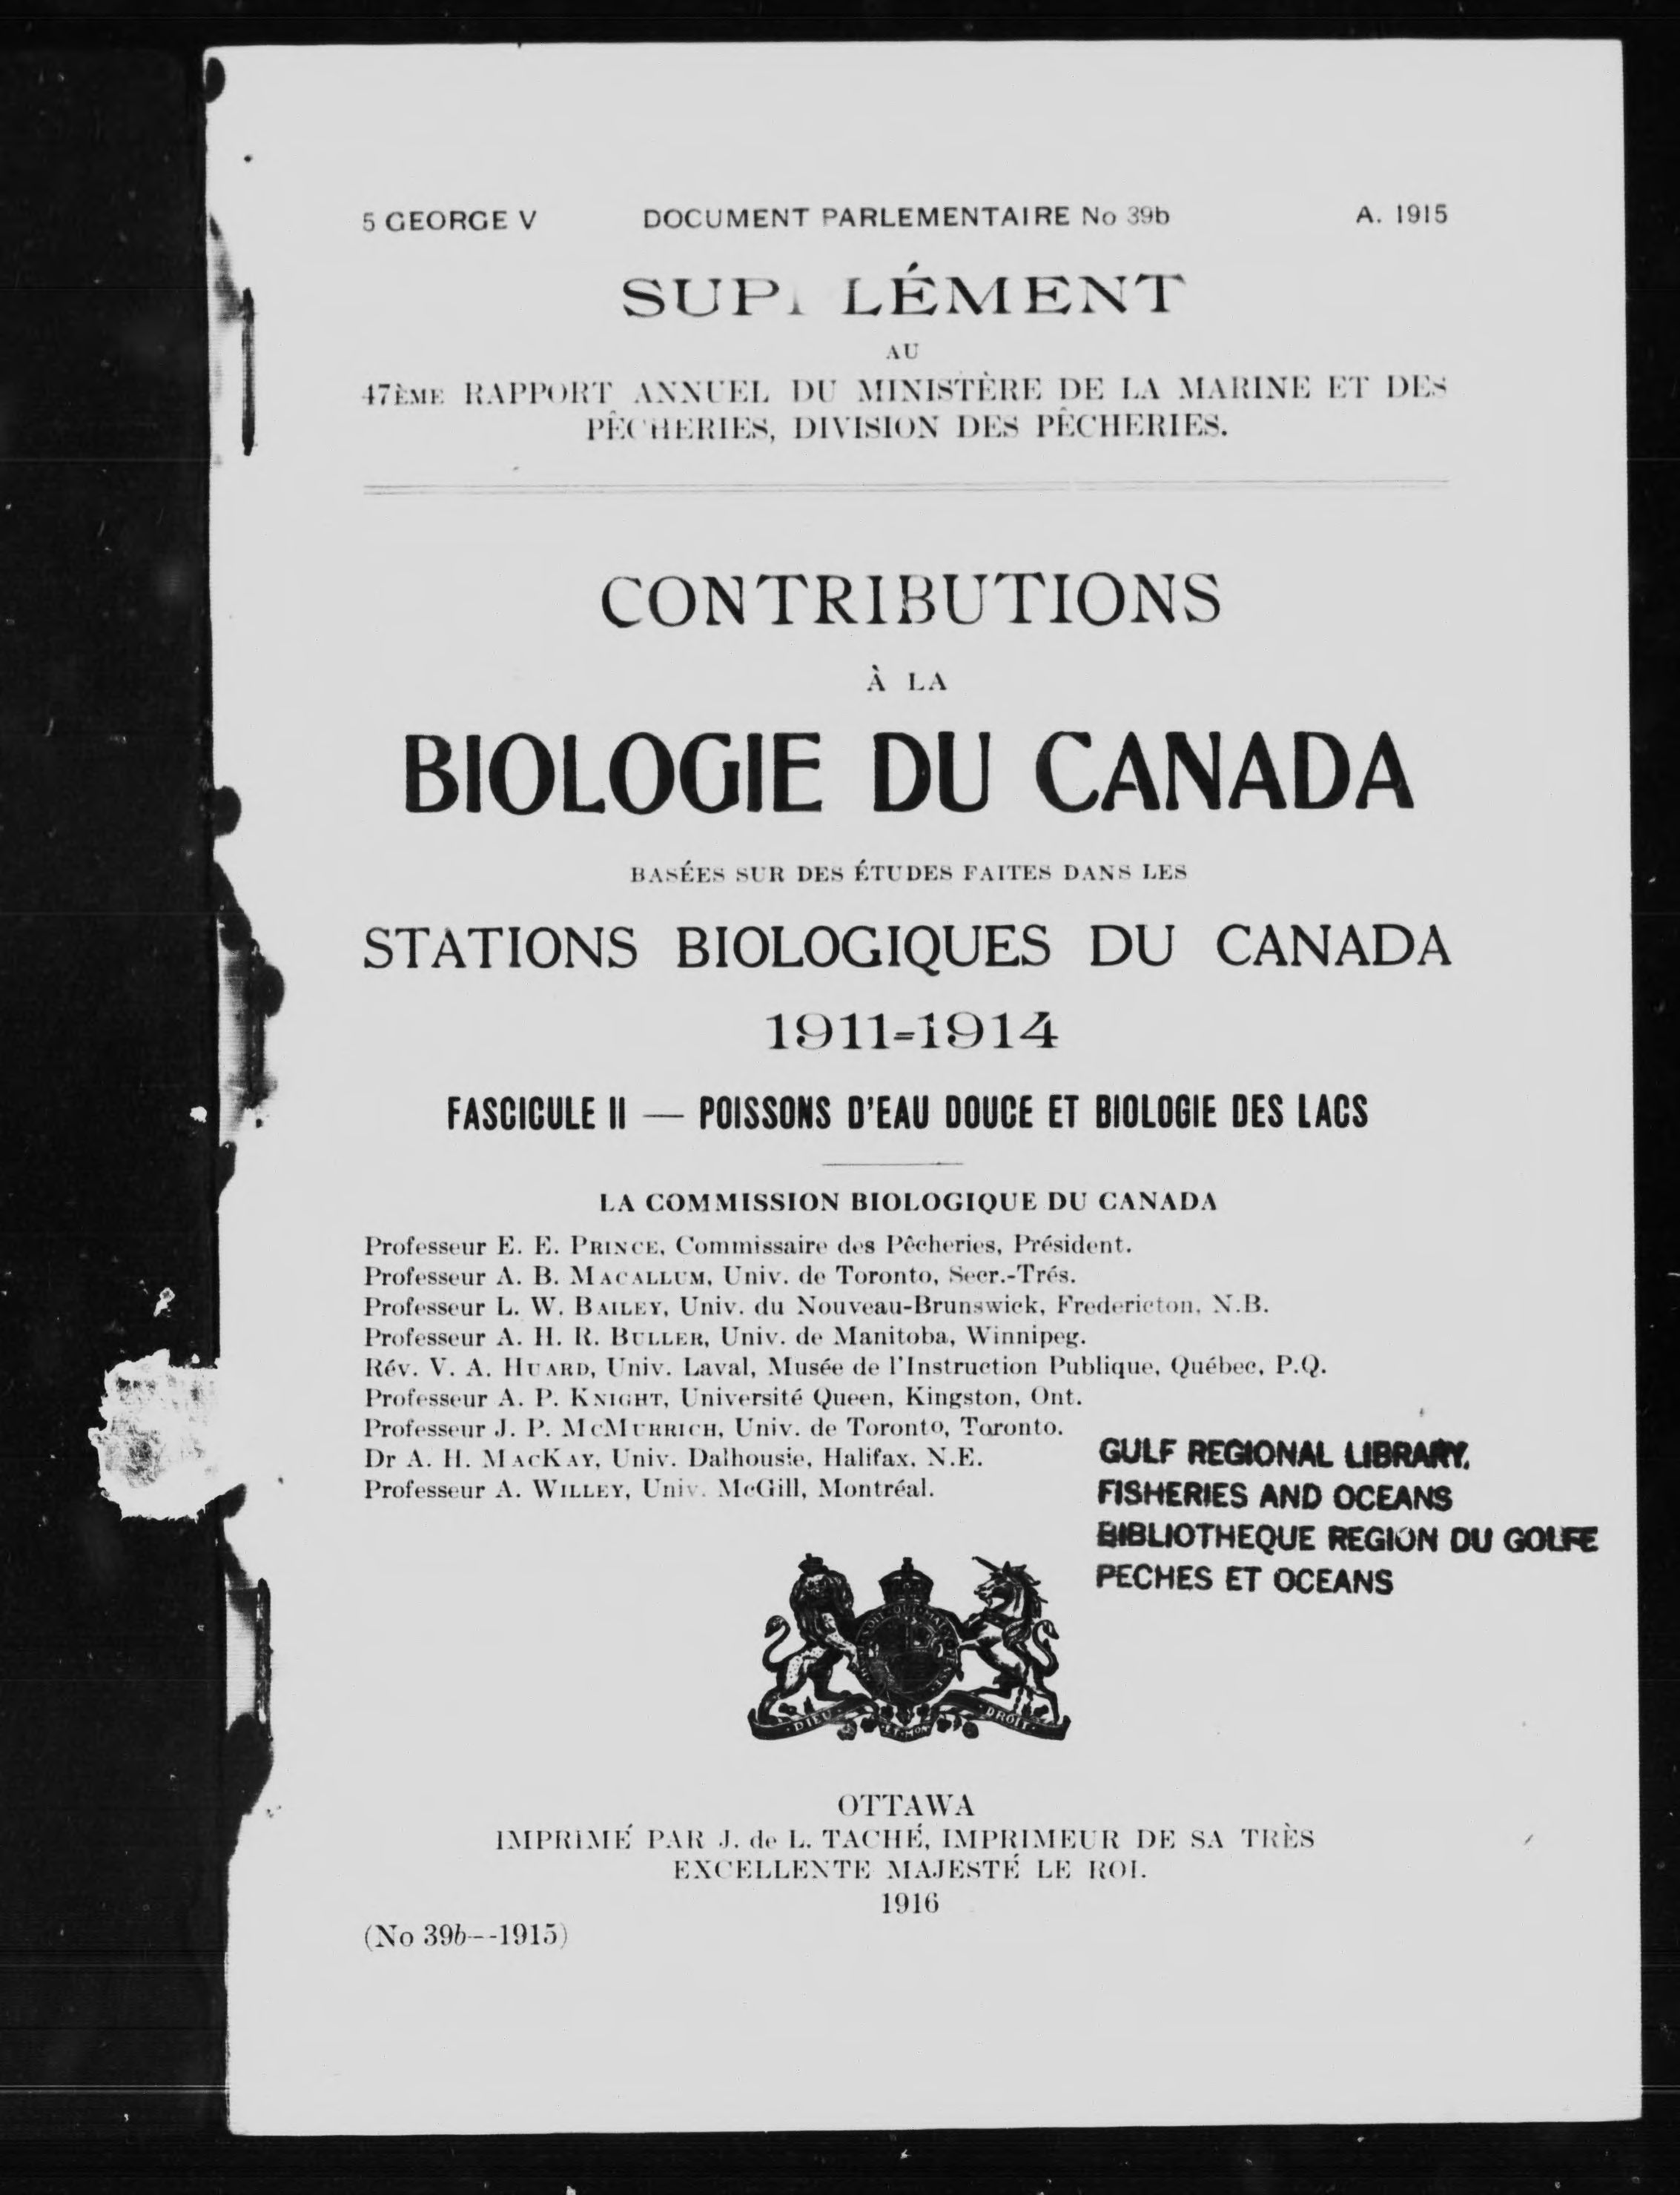 5 GEORGE V DOCUMENT PARLEMENTAIRE No 39b A. 1915
SUPPLÉMENT
AU
47ÈME RAPPORT ANNUEL DU MINISTÈRE DE LA MARINE ET DES
PÊCHERIES, DIVISION DES PÊCHERIES.
CONTRIBUTIONS
À LA
BIOLOGIE DU CANADA
BASÉES SUR DES ÉTUDES FAITES DANS LES
STATIONS BIOLOGIQUES DU CANADA
1911-1914
FASCICULE II — POISSONS D'EAU DOUCE ET BIOLOGIE DES LACS
LA COMMISSION BIOLOGIQUE DU CANADA
Professeur E. E. PRINCE, Commissaire des Pêcheries, Président.
Professeur A. B. MACALLUM, Univ. de Toronto, Secr.-Trés.
Professeur L. W. BAILEY, Univ. du Nouveau-Brunswick, Fredericton, N.B.
Professeur A. H. R. BULLER, Univ. de Manitoba, Winnipeg.
Rév. V. A. HUARD, Univ. Laval, Musée de l'Instruction Publique, Québec, P.Q.
Professeur A. P. KNIGHT, Université Queen, Kingston, Ont.
Professeur J. P. MCMURRICH, Univ. de Toronto, Toronto.
Dr A. H. MACKAY, Univ. Dalhousie, Halifax, N.E.
Professeur A. WILLEY, Univ. McGill, Montréal.
GULF REGIONAL LIBRARY,
FISHERIES AND OCEANS
BIBLIOTHEQUE REGION DU GOLFE
PECHES ET OCEANS
DIEU ET MON DROIT
OTTAWA
IMPRIMÉ PAR J. de L. TACHÉ, IMPRIMEUR DE SA TRÈS
EXCELLENTE MAJESTÉ LE ROI.
1916
(No 39b--1915)